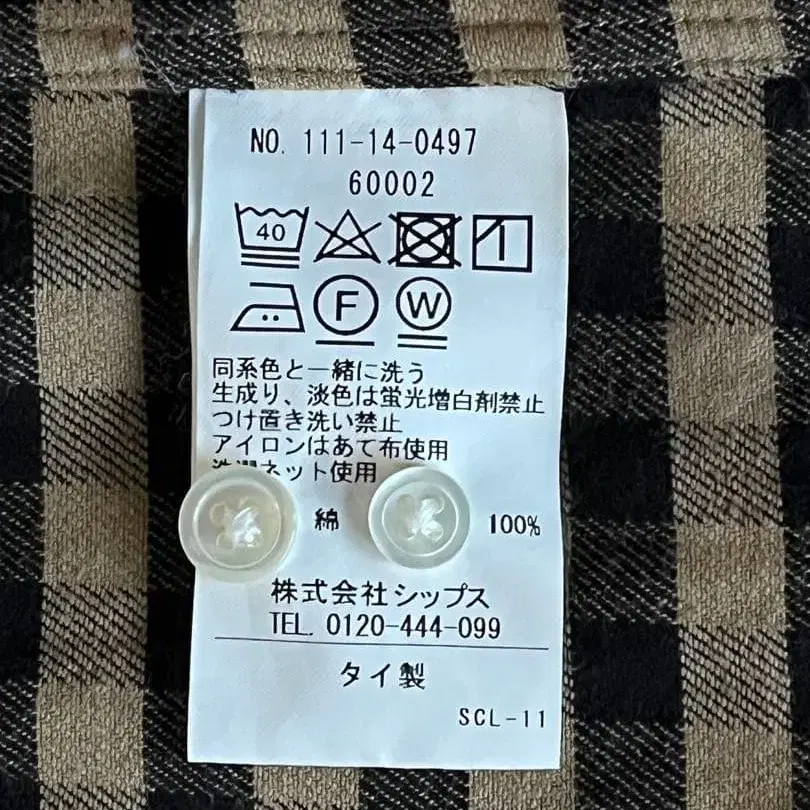 NO. 111-14-0497
60002
40
F W
同系色と一緒に洗う
生成り、淡色は蛍光増白剤禁止
つけ置き洗い禁止
アイロンはあて布使用
洗濯ネット使用
綿 100%
株式会社シップス
TEL. 0120-444-099
タイ製
SCL-11